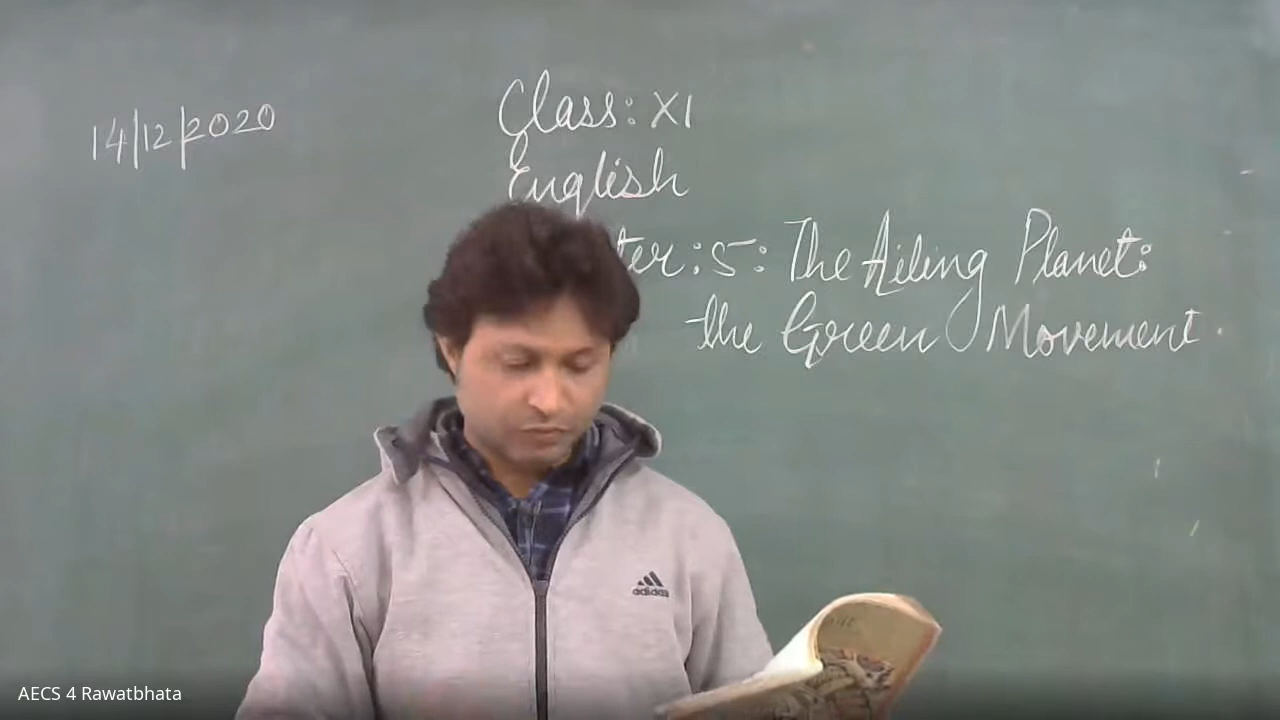 14/12/2020
Class: XI
English
ter: 5: The Ailing Planet:
the Green Movement.
adidas
AECS 4 Rawatbhata